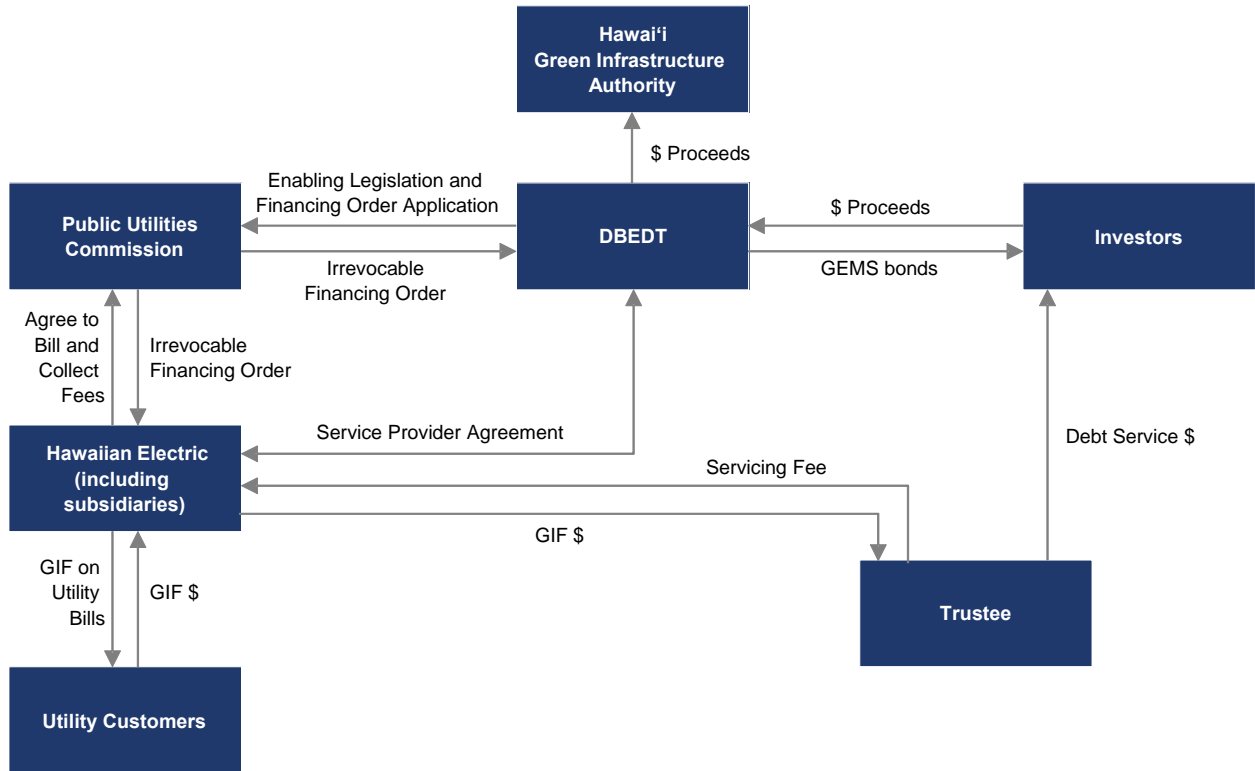 Hawai‘i
Green Infrastructure
Authority
$ Proceeds
Enabling Legislation and
Financing Order Application
Public Utilities
Commission
DBEDT
$ Proceeds
Investors
Irrevocable
Financing Order
GEMS bonds
Agree to
Bill and
Collect
Fees
Irrevocable
Financing Order
Service Provider Agreement
Debt Service $
Hawaiian Electric
(including
subsidiaries)
Servicing Fee
GIF $
GIF on
Utility
Bills
GIF $
Trustee
Utility Customers